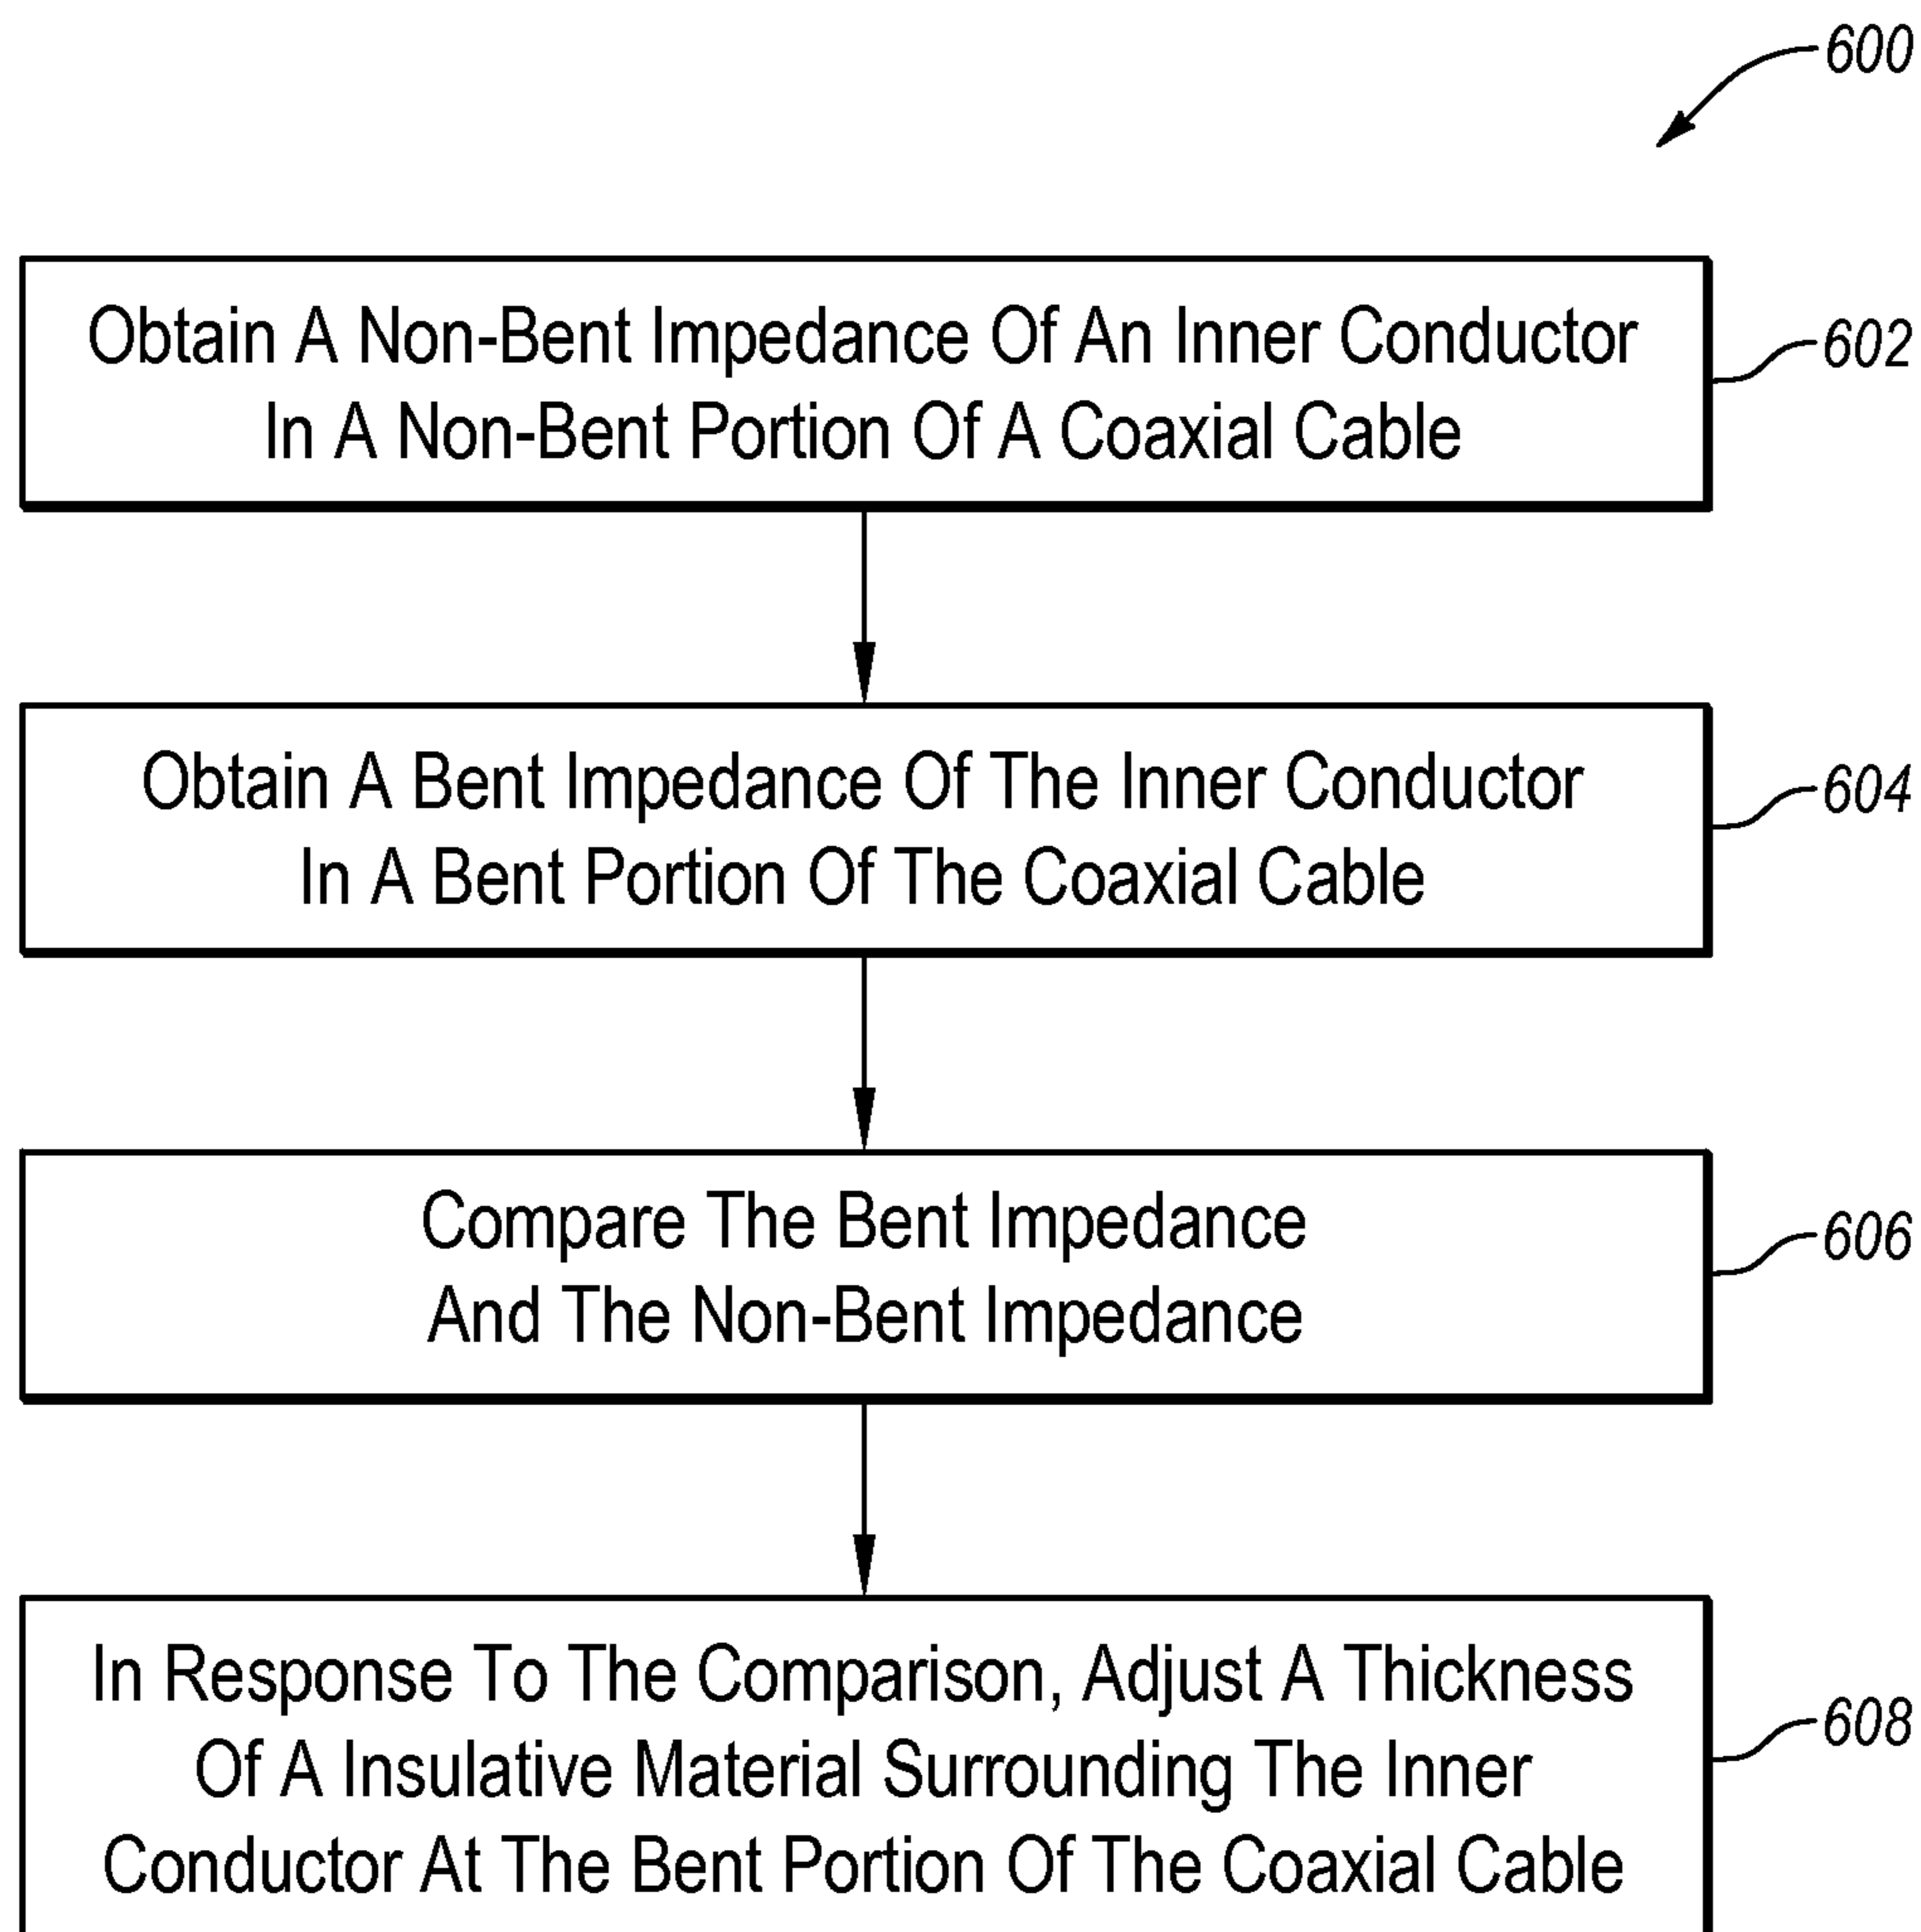 600
Obtain A Non-Bent Impedance Of An Inner Conductor
In A Non-Bent Portion Of A Coaxial Cable
602
Obtain A Bent Impedance Of The Inner Conductor
In A Bent Portion Of The Coaxial Cable
604
Compare The Bent Impedance
And The Non-Bent Impedance
606
In Response To The Comparison, Adjust A Thickness
Of A Insulative Material Surrounding The Inner
Conductor At The Bent Portion Of The Coaxial Cable
608